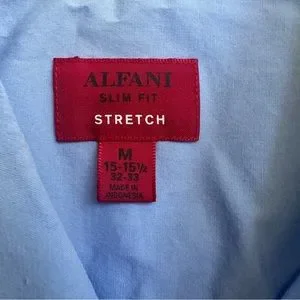 ALFANI
SLIM FIT
STRETCH
M
15-15½
32-33
MADE IN
INDONESIA